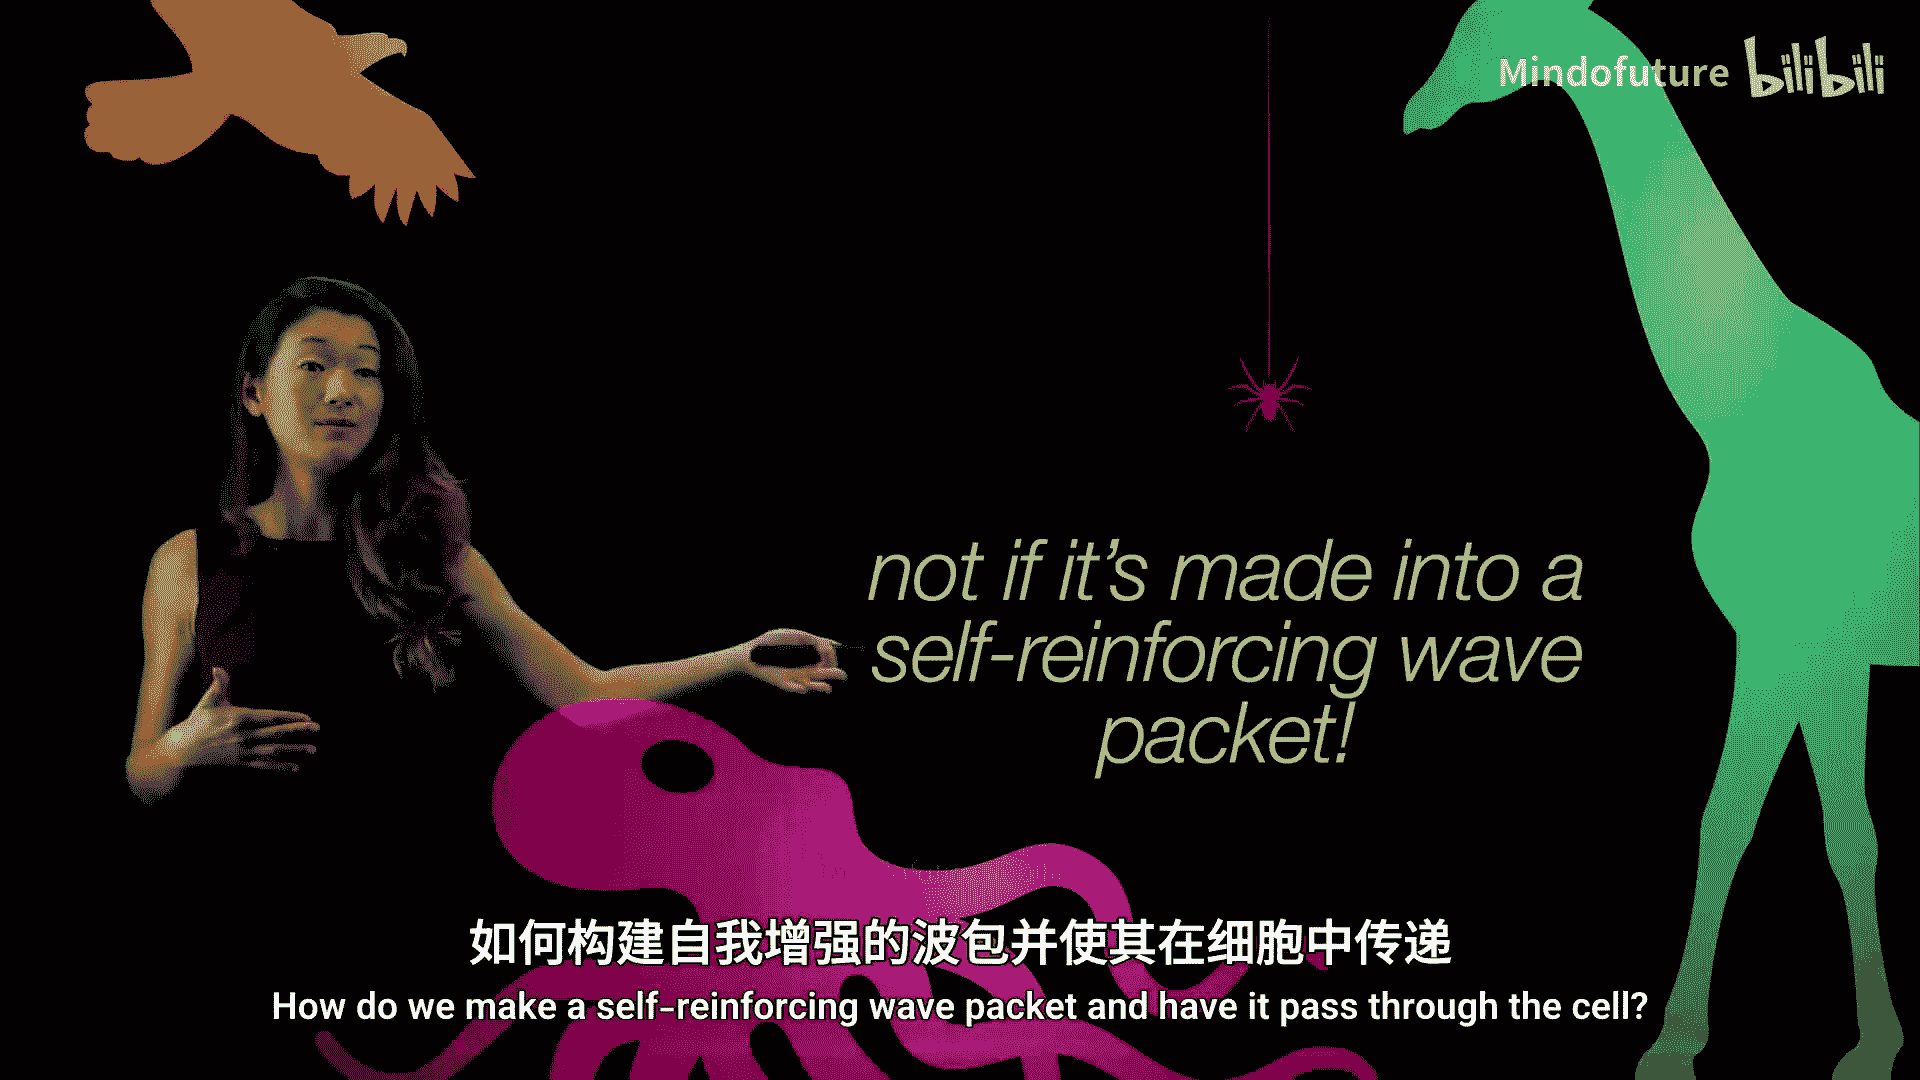 Mindofuture bilibili
not if it’s made into a
self-reinforcing wave
packet!
如何构建自我增强的波包并使其在细胞中传递
How do we make a self-reinforcing wave packet and have it pass through the cell?